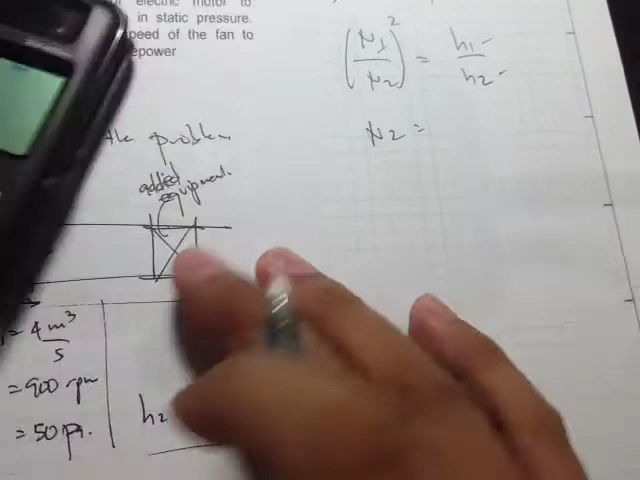 electric motor to
in static pressure.
peed of the fan to
epower
(N1/N2)² = h1/h2
N2 =
the problem
added
equipment.
= 4 m³/s
= 900 rpm
= 50 Pa.
h2